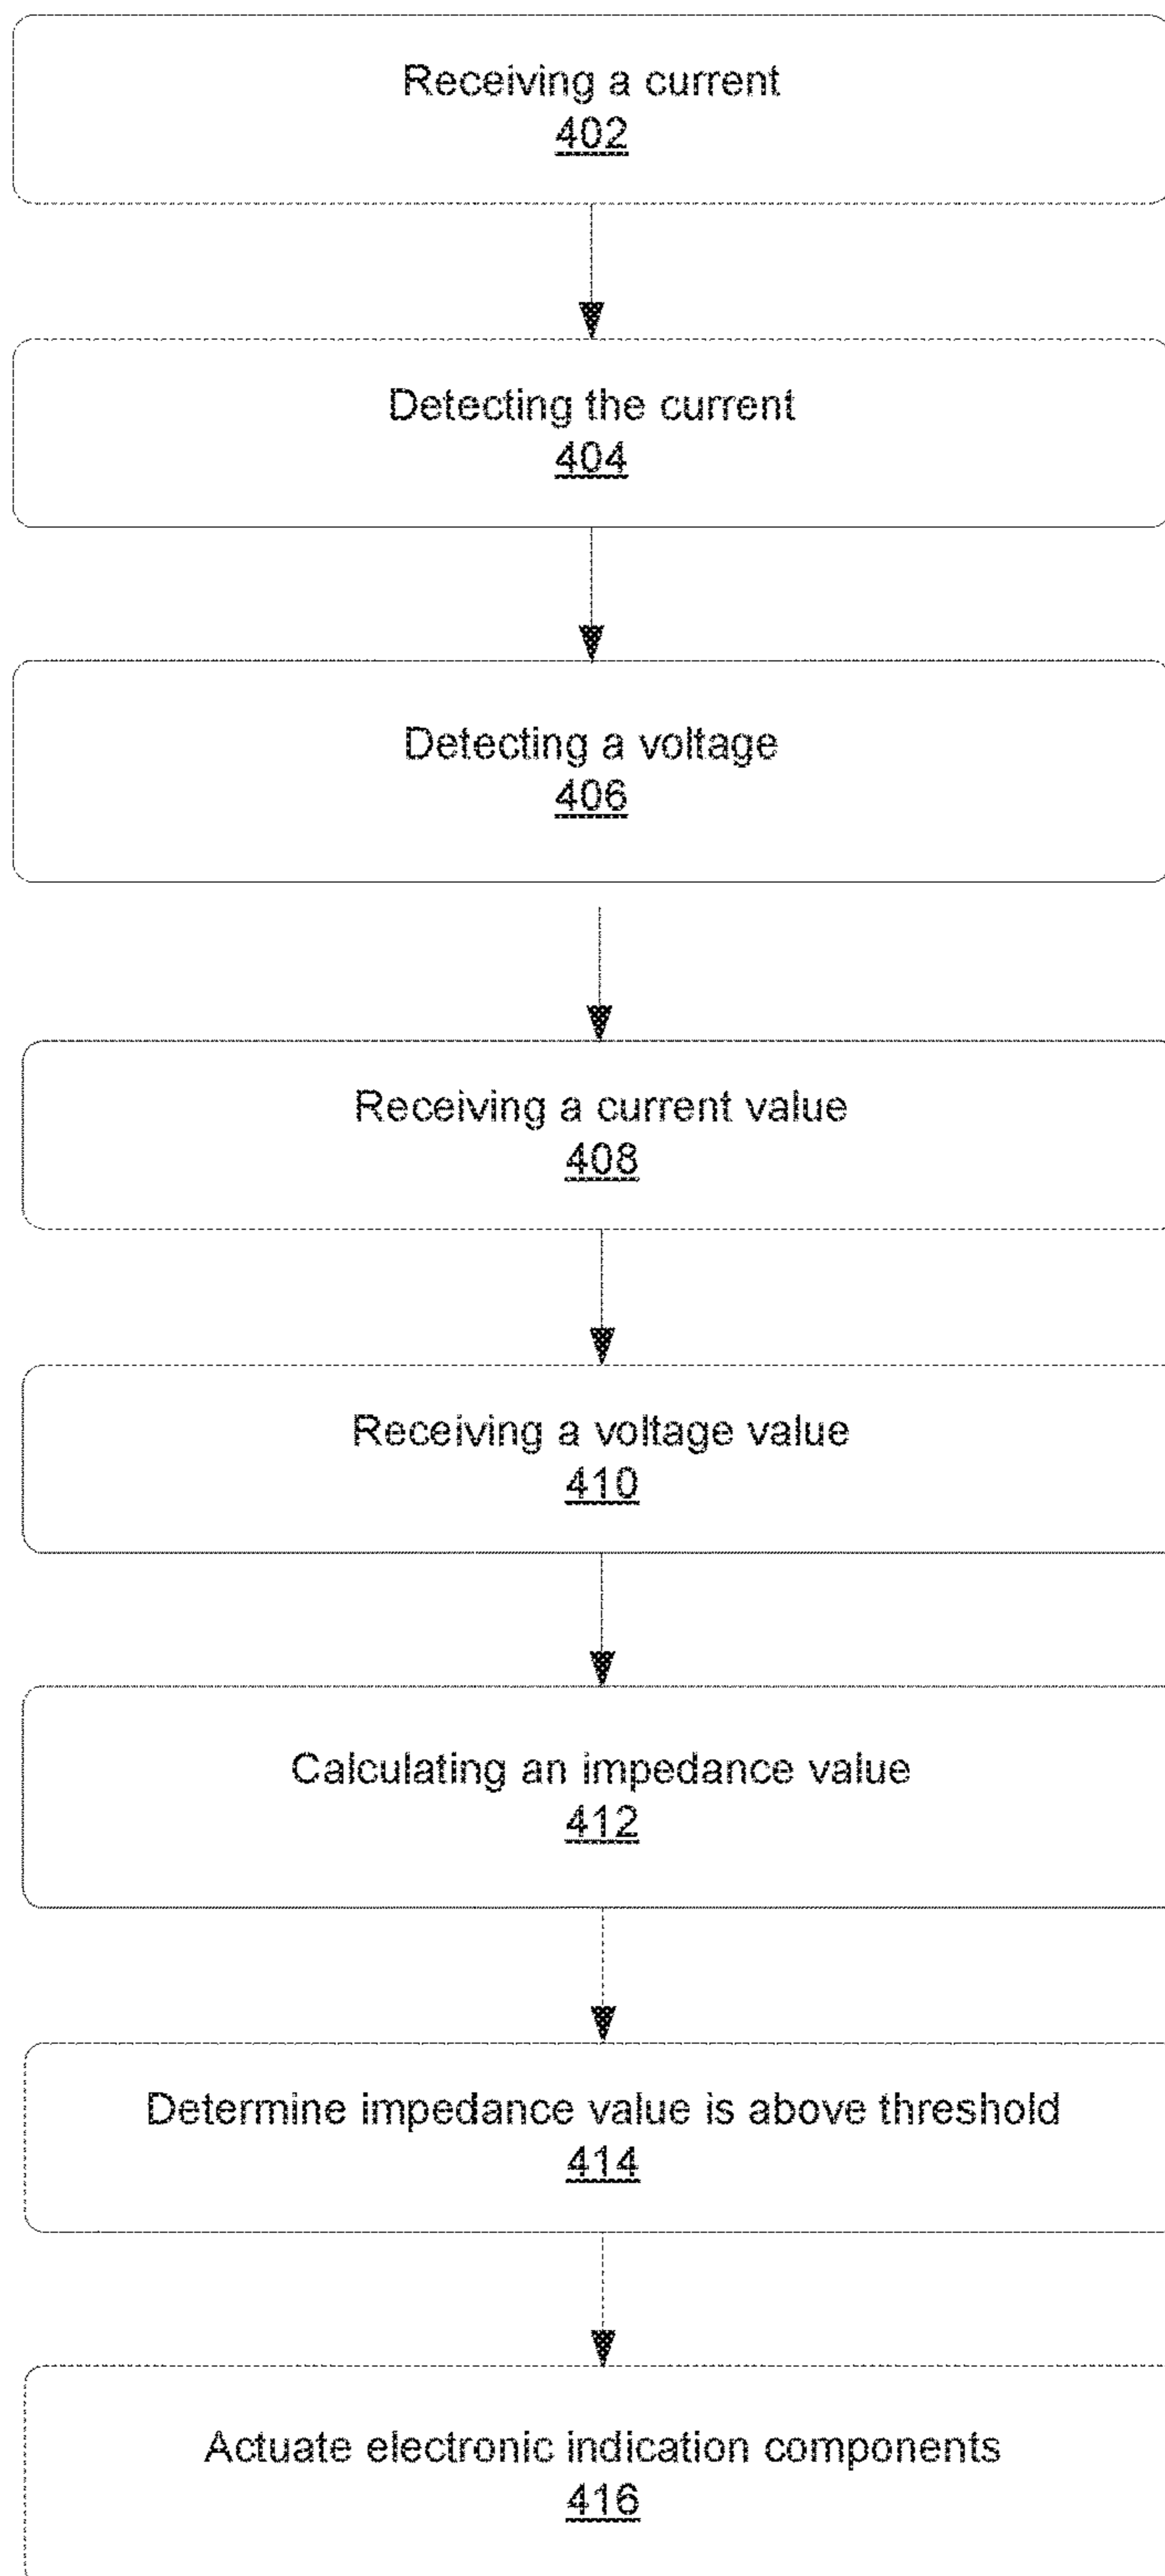 Receiving a current
402
Detecting the current
404
Detecting a voltage
406
Receiving a current value
408
Receiving a voltage value
410
Calculating an impedance value
412
Determine impedance value is above threshold
414
Actuate electronic indication components
416